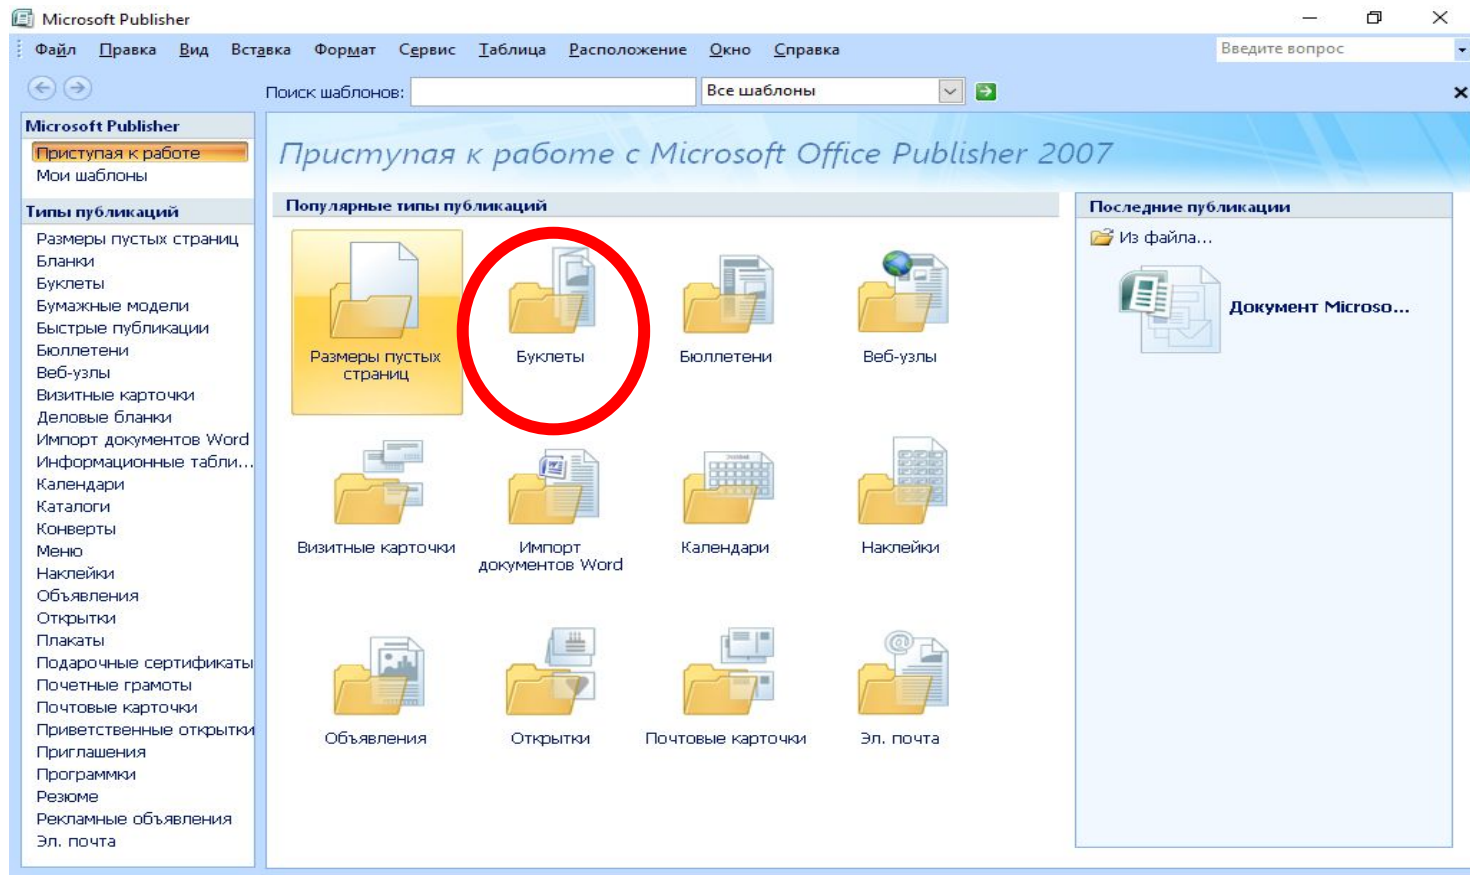 Microsoft Publisher
Файл Правка Вид Вставка Формат Сервис Таблица Расположение Окно Справка Введите вопрос
Поиск шаблонов: Все шаблоны
Microsoft Publisher
Приступая к работе
Мои шаблоны
Типы публикаций
Размеры пустых страниц
Бланки
Буклеты
Бумажные модели
Быстрые публикации
Бюллетени
Веб-узлы
Визитные карточки
Деловые бланки
Импорт документов Word
Информационные табли...
Календари
Каталоги
Конверты
Меню
Наклейки
Объявления
Открытки
Плакаты
Подарочные сертификаты
Почетные грамоты
Почтовые карточки
Приветственные открытки
Приглашения
Программки
Резюме
Рекламные объявления
Эл. почта
Приступая к работе с Microsoft Office Publisher 2007
Популярные типы публикаций
Размеры пустых
страниц
Буклеты
Бюллетени
Веб-узлы
Визитные карточки
Импорт
документов Word
Календари
Наклейки
Объявления
Открытки
Почтовые карточки
Эл. почта
Последние публикации
Из файла...
Документ Microso...